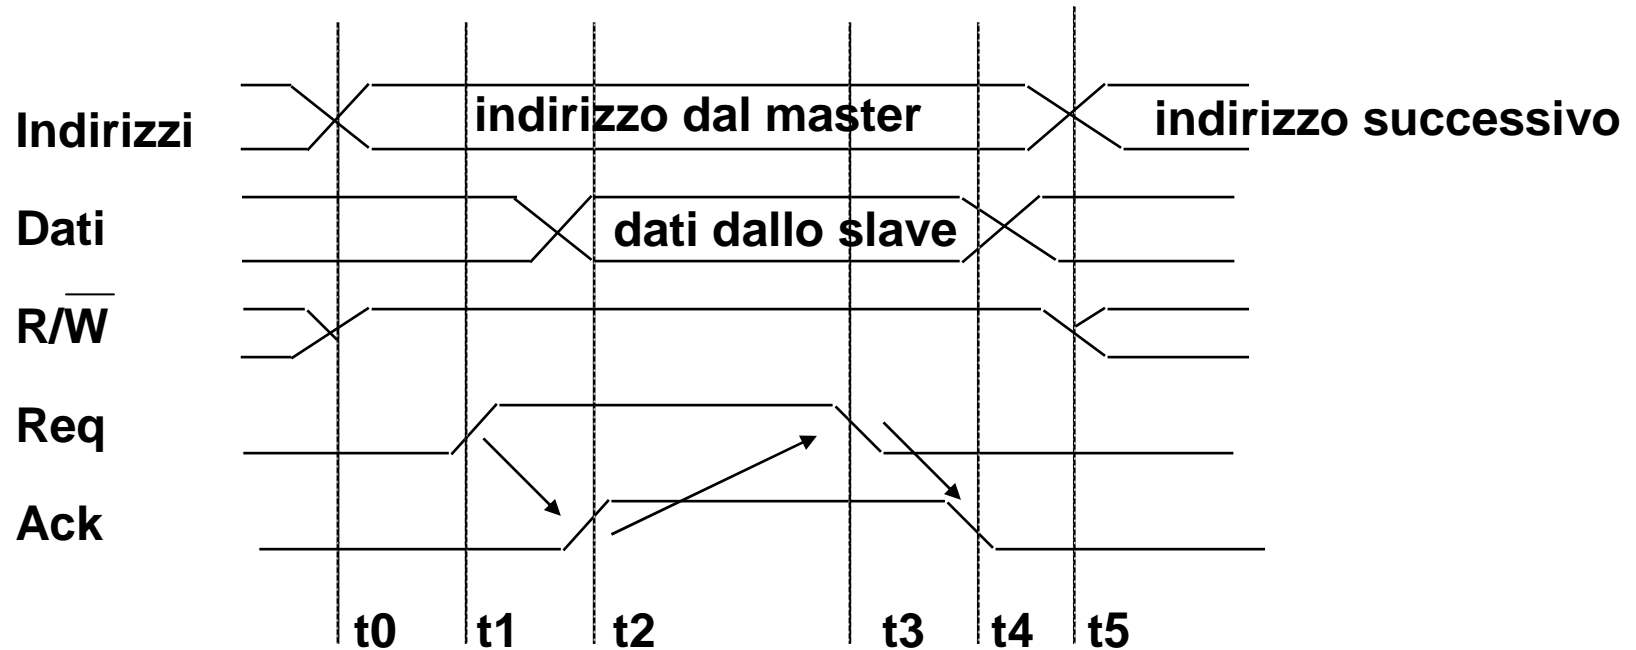 Indirizzi indirizzo dal master indirizzo successivo
Dati dati dallo slave
R/W̅
Req
Ack
t0 t1 t2 t3 t4 t5